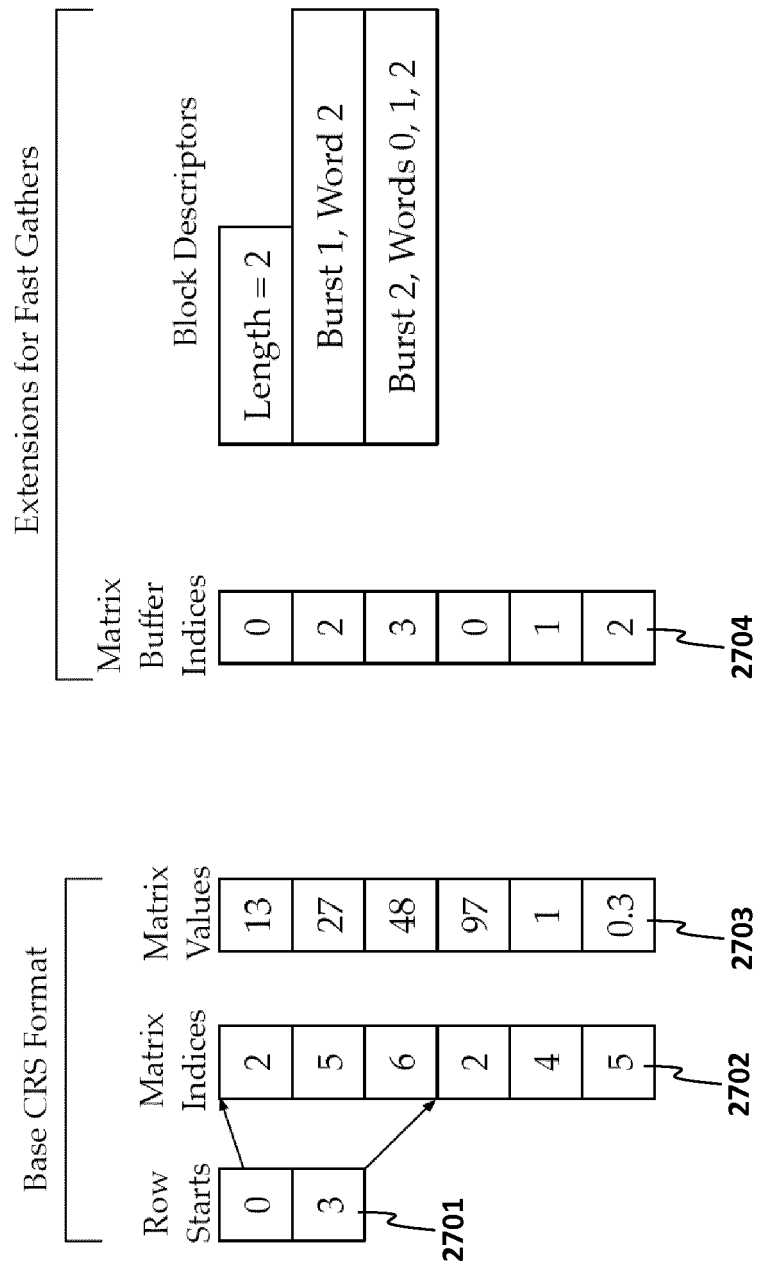 Base CRS Format
Row
Starts
0
3
2701
Matrix
Indices
2
5
6
2
4
5
2702
Matrix
Values
13
27
48
97
1
0.3
2703
Extensions for Fast Gathers
Matrix
Buffer
Indices
0
2
3
0
1
2
2704
Block Descriptors
Length = 2
Burst 1, Word 2
Burst 2, Words 0, 1, 2